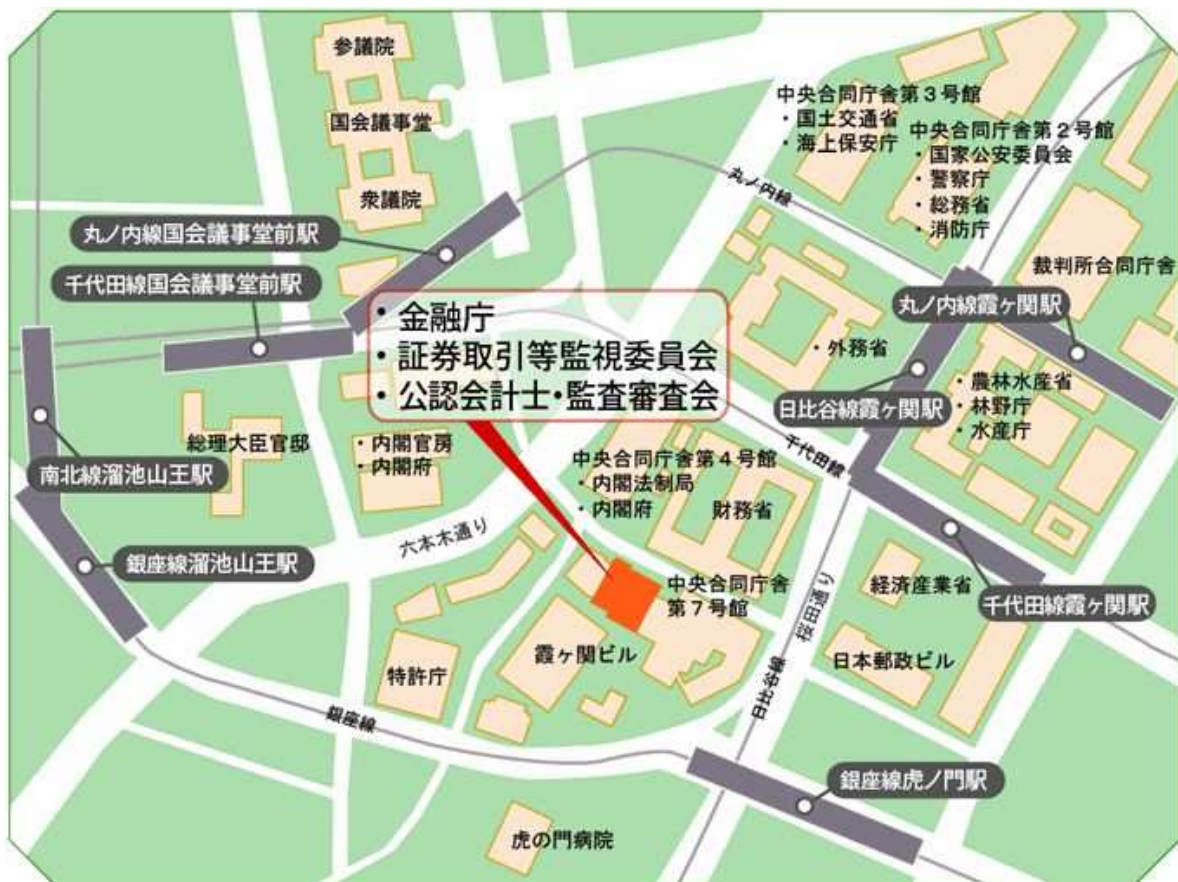 参議院
国会議事堂
衆議院
中央合同庁舎第3号館
・国土交通省
・海上保安庁
中央合同庁舎第2号館
・国家公安委員会
・警察庁
・総務省
・消防庁
丸ノ内線
丸ノ内線国会議事堂前駅
千代田線国会議事堂前駅
裁判所合同庁舎
丸ノ内線霞ヶ関駅
・金融庁
・証券取引等監視委員会
・公認会計士・監査審査会
・外務省
日比谷線霞ヶ関駅
・農林水産省
・林野庁
・水産庁
総理大臣官邸
・内閣官房
・内閣府
南北線溜池山王駅
中央合同庁舎第4号館
・内閣法制局
・内閣府
財務省
千代田線
六本木通り
銀座線溜池山王駅
中央合同庁舎
第7号館
経済産業省
千代田線霞ヶ関駅
桜田通り
霞ヶ関ビル
特許庁
日本郵政ビル
日比谷線
銀座線
銀座線虎ノ門駅
虎の門病院